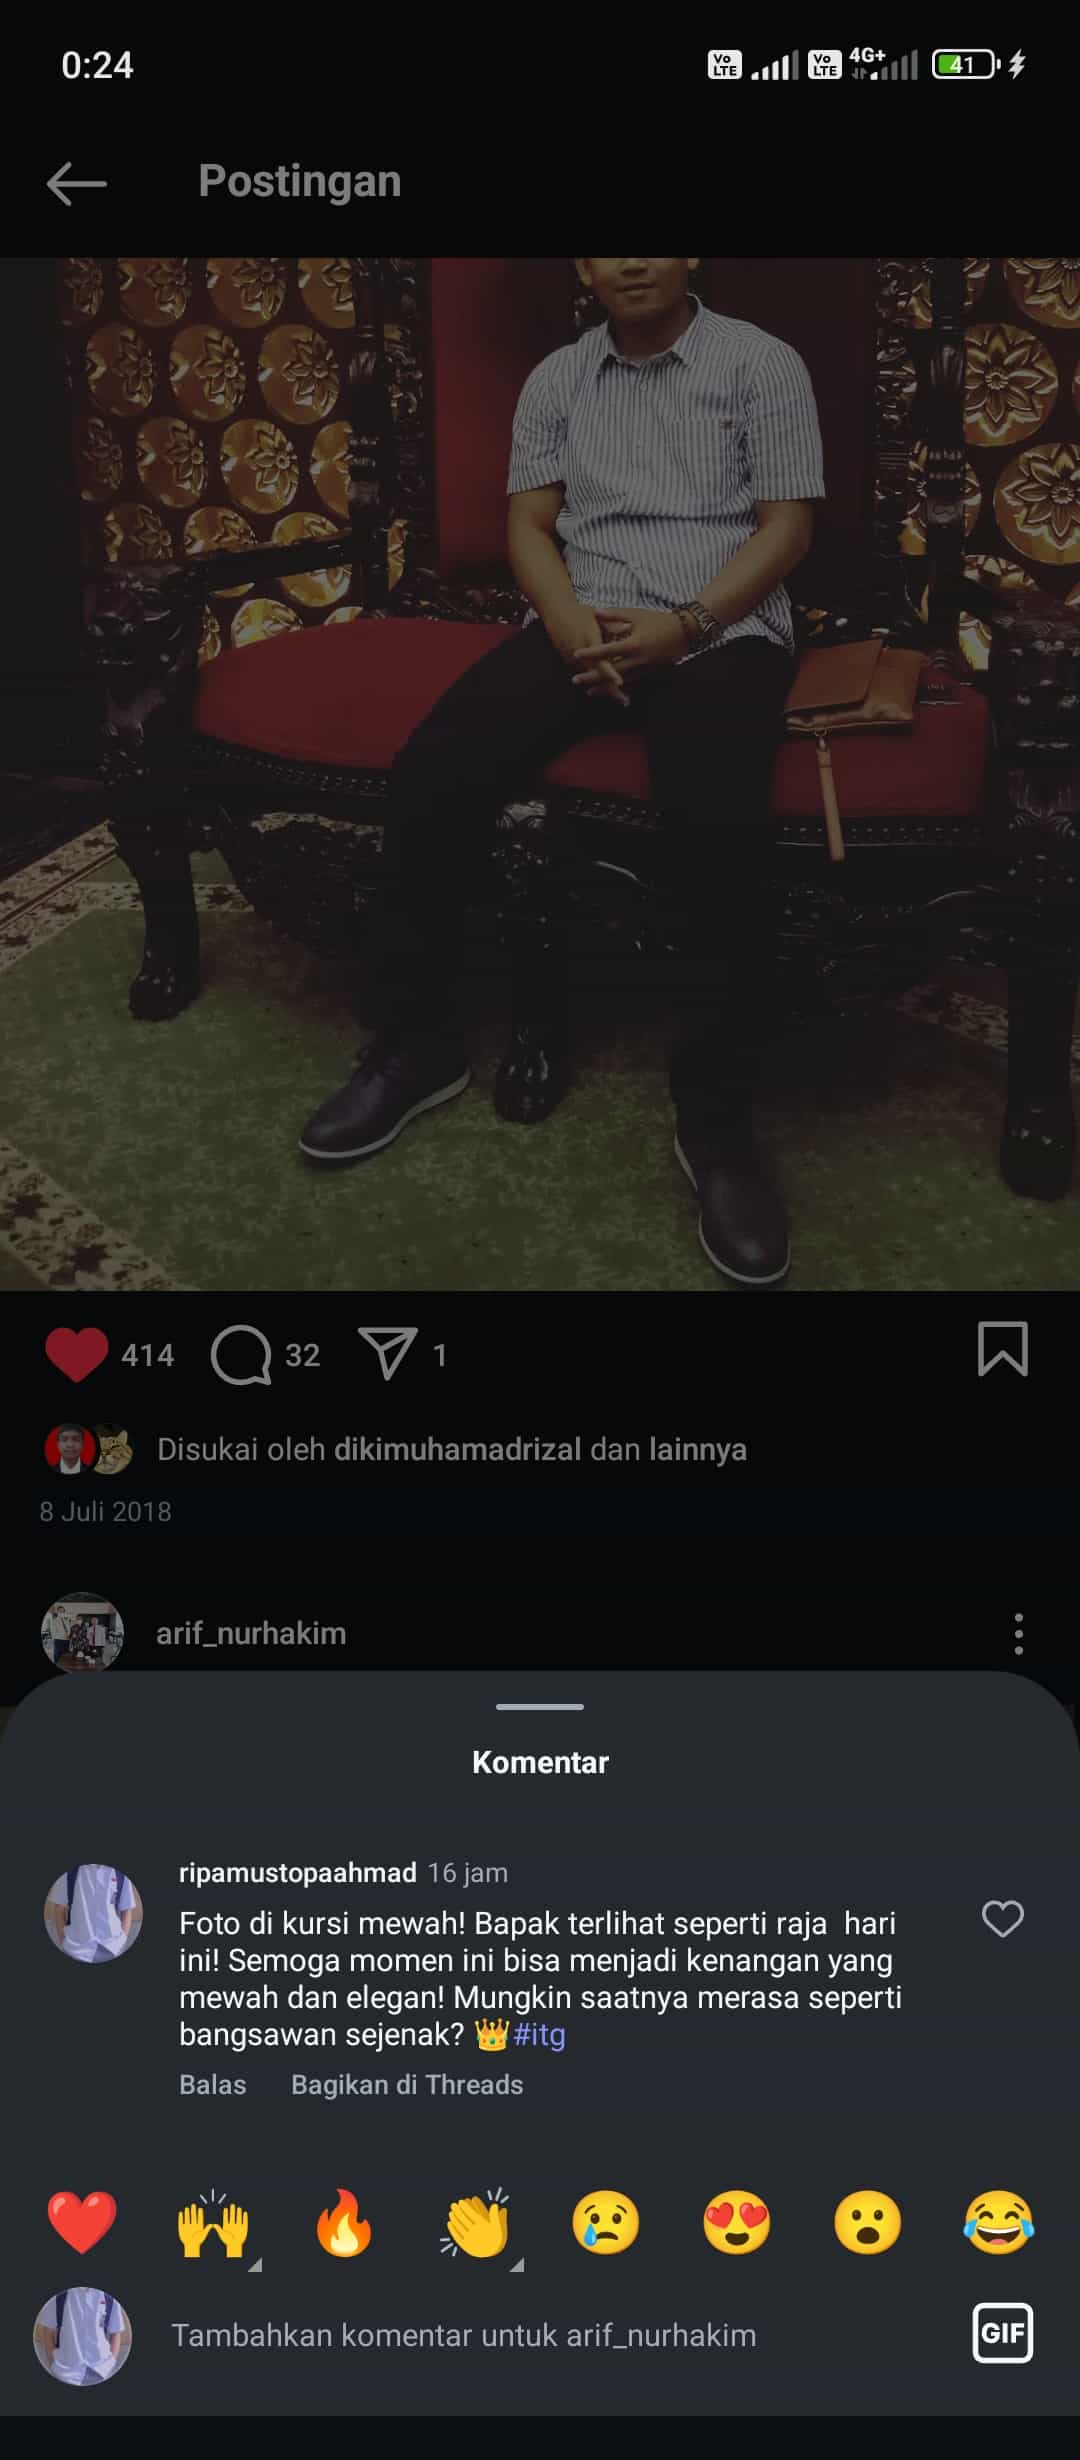 0:24
Vo LTE Vo LTE 4G+ 41
Postingan
414 32 1
Disukai oleh dikimuhamadrizal dan lainnya
8 Juli 2018
arif_nurhakim
Komentar
ripamustopaahmad 16 jam
Foto di kursi mewah! Bapak terlihat seperti raja  hari
ini! Semoga momen ini bisa menjadi kenangan yang
mewah dan elegan! Mungkin saatnya merasa seperti
bangsawan sejenak? 👑#itg
Balas Bagikan di Threads
Tambahkan komentar untuk arif_nurhakim GIF